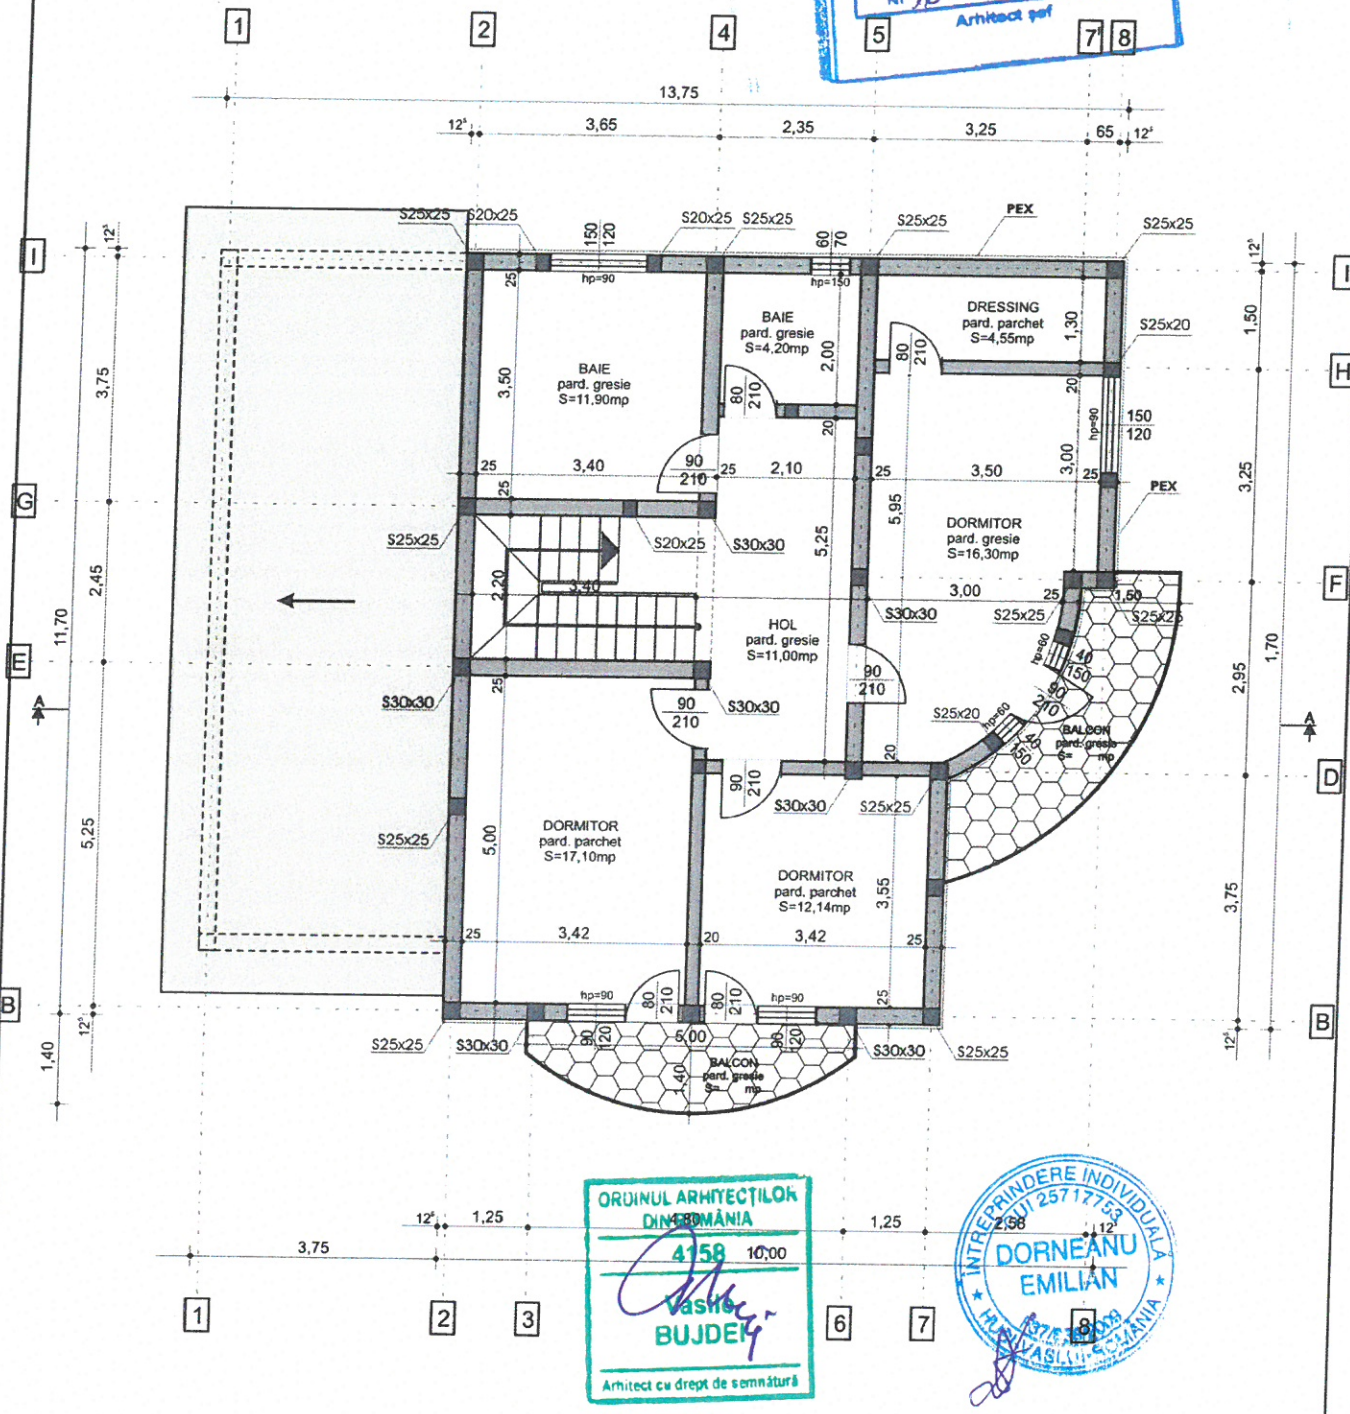 Arhitect șef
1
2
4
5
7'
8
13,75
12⁵
3,65
2,35
3,25
65
12⁵
S25x25
S20x25
150
120
S20x25
S25x25
60
70
S25x25
PEX
S25x25
12⁵
12⁵
I
I
25
hp=90
hp=150
BAIE
pard. gresie
S=4,20mp
2,00
DRESSING
pard. parchet
S=4,55mp
1,30
1,50
S25x20
80
210
H
3,75
3,50
BAIE
pard. gresie
S=11,90mp
80
210
20
20
hp=90
150
120
25
3,40
90
210
25
2,10
25
3,50
3,00
25
3,25
PEX
G
25
5,95
S25x25
S20x25
S30x30
5,25
DORMITOR
pard. gresie
S=16,30mp
2,45
2,20
3,40
3,00
25
1,50
F
S30x30
S25x25
S25x25
11,70
HOL
pard. gresie
S=11,00mp
hp=60
40
150
1,70
E
90
210
90
210
2,95
A
25
S30x30
90
210
S30x30
S25x20
hp=60
40
150
BALCON
pard. gresie
S= mp
A
20
90
210
D
S30x30
S25x25
5,25
S25x25
5,00
DORMITOR
pard. parchet
S=17,10mp
DORMITOR
pard. parchet
S=12,14mp
3,55
3,75
25
3,42
20
3,42
25
B
hp=90
80
210
80
210
hp=90
25
B
12⁵
12⁵
S25x25
S30x30
90
120
5,00
90
120
S30x30
S25x25
1,40
1,40
BALCON
pard. gresie
S= mp
ORDINUL ARHITECȚILOR
DIN ROMÂNIA
4158
Vasile
BUJDEI
Arhitect cu drept de semnătură
12⁵
1,25
4,80
1,25
2,58
12⁵
3,75
10,00
1
2
3
6
7
8
ÎNTREPRINDERE INDIVIDUALĂ
CUI 25717753
DORNEANU
EMILIAN
ROMÂNIA